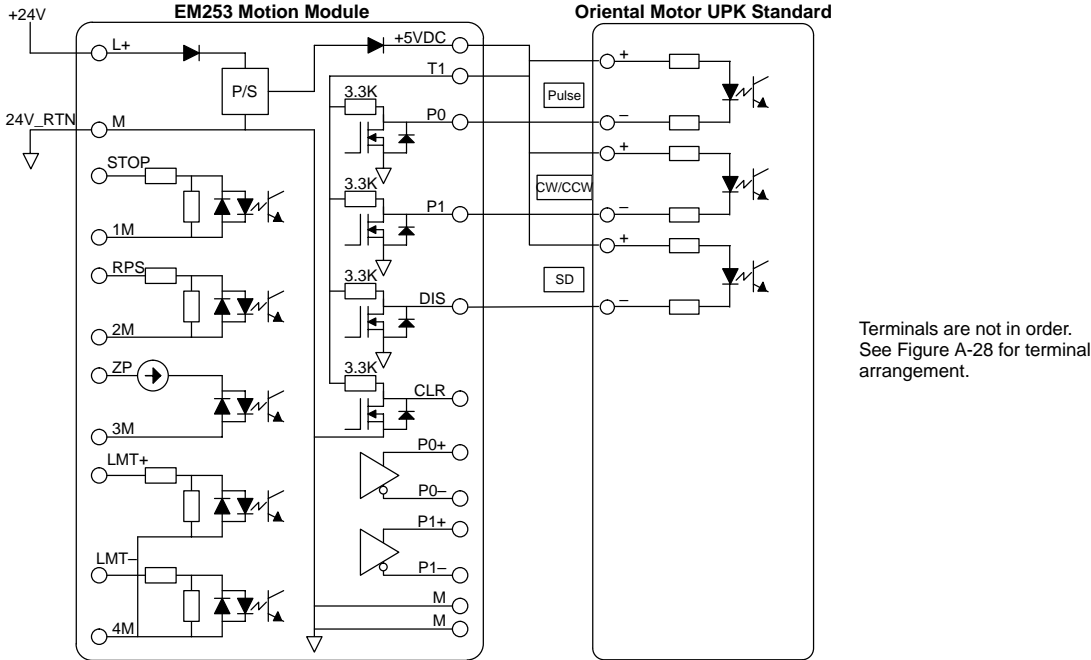 EM253 Motion Module
Oriental Motor UPK Standard
+24V
L+
+5VDC
+
T1
P/S
3.3K
Pulse
P0
–
24V_RTN
M
+
STOP
3.3K
CW/CCW
P1
–
1M
+
RPS
3.3K
SD
DIS
–
2M
Terminals are not in order.
See Figure A-28 for terminal
arrangement.
ZP
3.3K
CLR
3M
P0+
LMT+
P0–
P1+
LMT–
P1–
M
M
4M